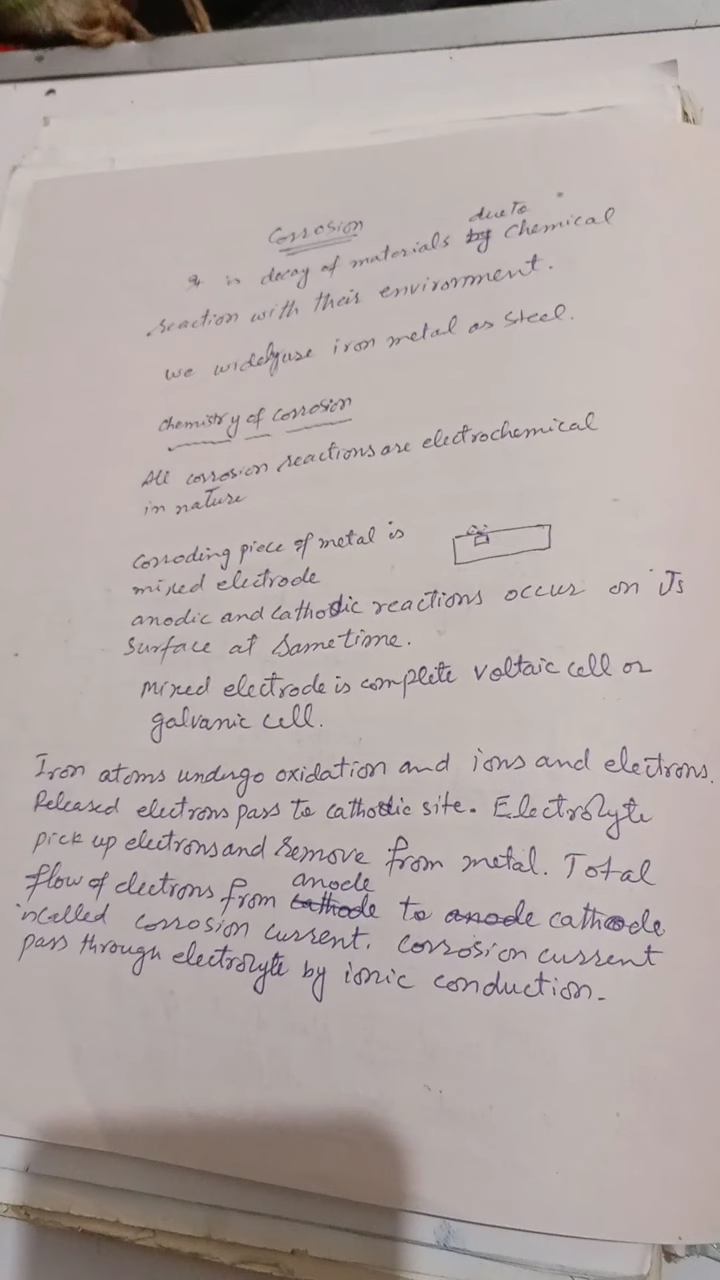 Corrosion
It is decay of materials by due to chemical
reaction with their environment.
we widely use iron metal as steel.
chemistry of corrosion
All corrosion reactions are electrochemical
in nature
Corroding piece of metal is
mixed electrode
anodic and cathodic reactions occur on its
surface at sametime.
mixed electrode is complete voltaic cell or
galvanic cell.
Iron atoms undergo oxidation and ions and electrons.
Released electrons pass to cathodic site. Electrolyte
pick up electrons and remove from metal. Total
flow of electrons from cathode anode to anode cathode
is called corrosion current. Corrosion current
pass through electrolyte by ionic conduction.